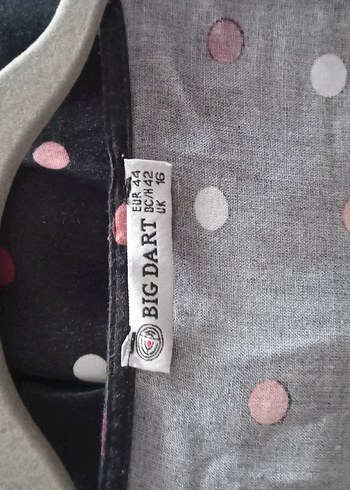 BIG DART
EUR 44
BC/H 42
UK 16